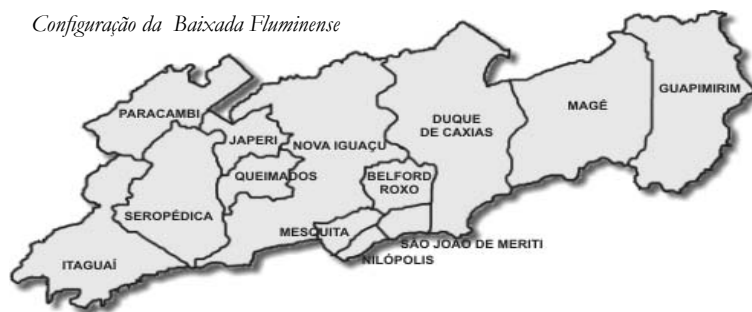 Configuração da Baixada Fluminense
PARACAMBI
JAPERI
NOVA IGUAÇU
DUQUE
DE CAXIAS
MAGÉ
GUAPIMIRIM
QUEIMADOS
BELFORD
ROXO
SEROPÉDICA
MESQUITA
SÃO JOÃO DE MERITI
NILÓPOLIS
ITAGUAÍ